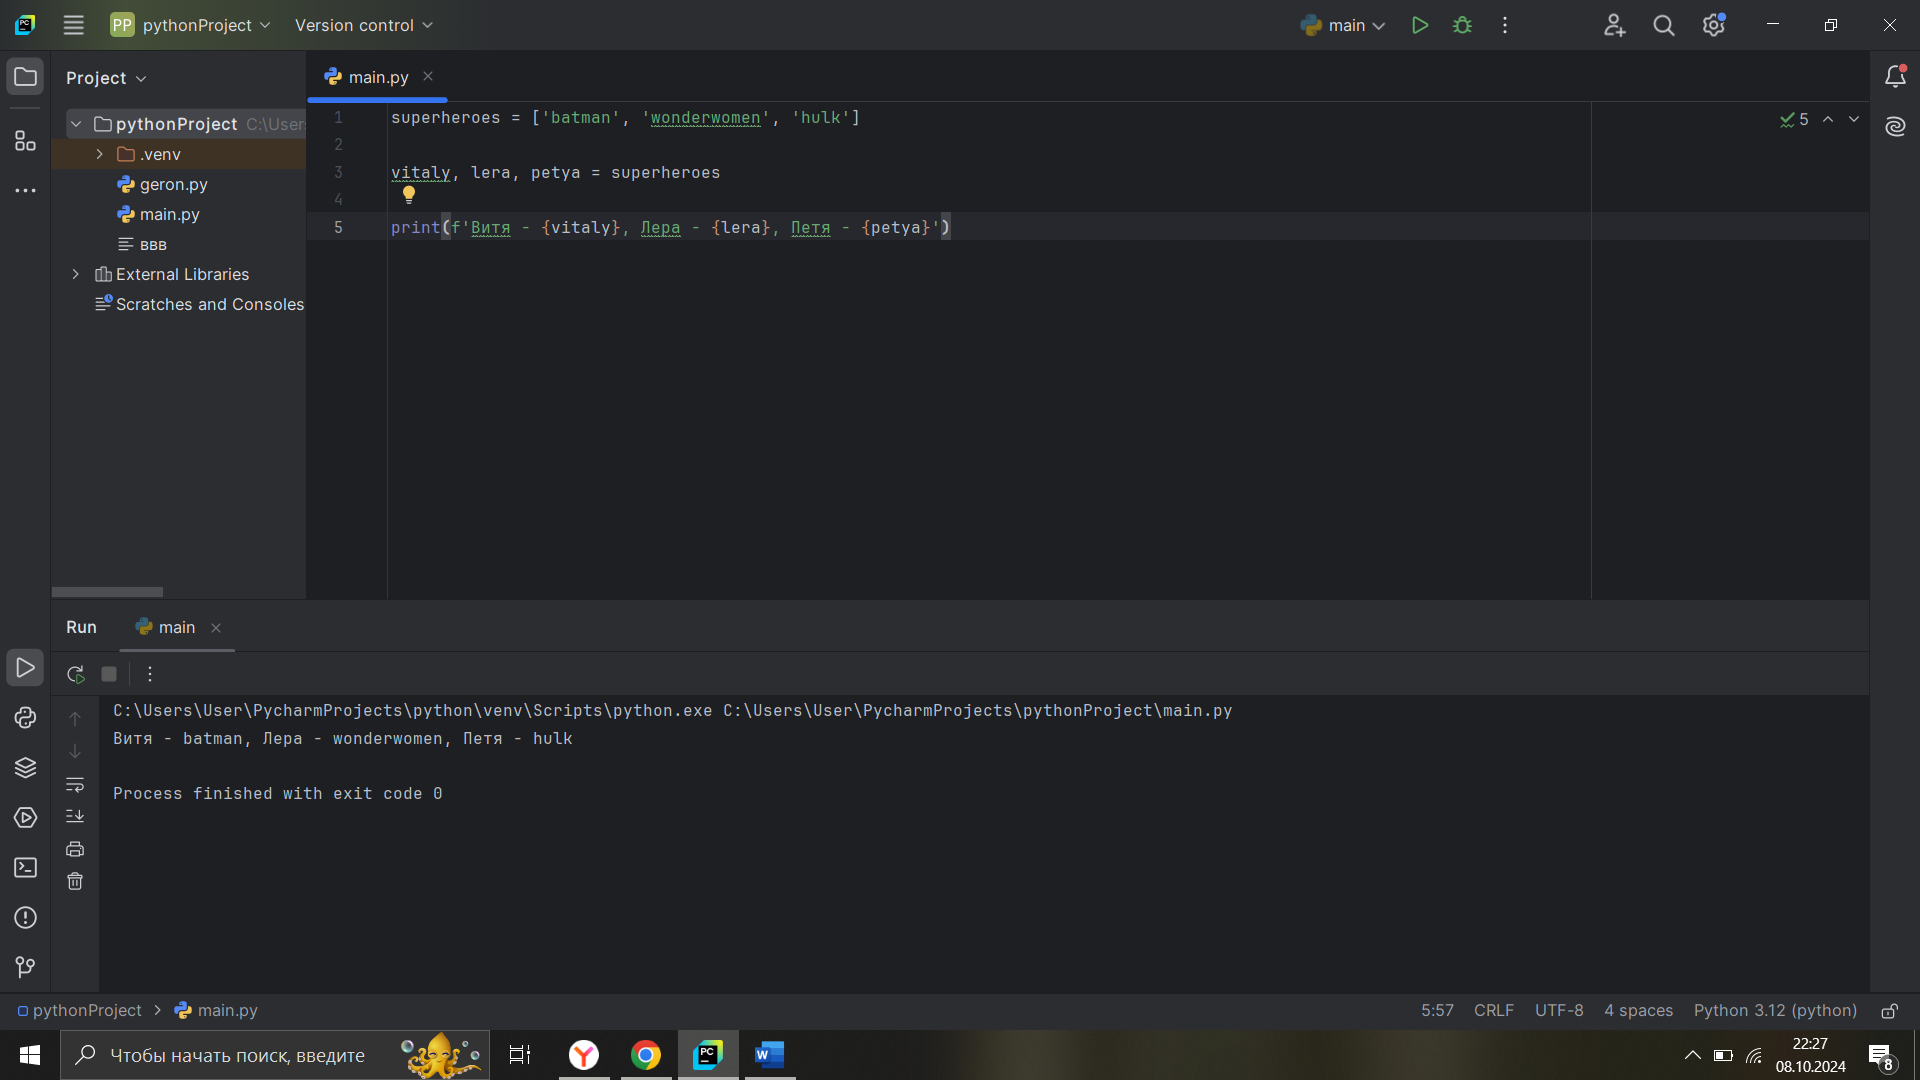 PP pythonProject Version control main
Project main.py
pythonProject C:\User
.venv
geron.py
main.py
ввв
External Libraries
Scratches and Consoles
1 superheroes = ['batman', 'wonderwomen', 'hulk'] 5
2
3 vitaly, lera, petya = superheroes
4
5 print(f'Витя - {vitaly}, Лера - {lera}, Петя - {petya}')
Run main
C:\Users\User\PycharmProjects\python\venv\Scripts\python.exe C:\Users\User\PycharmProjects\pythonProject\main.py
Витя - batman, Лера - wonderwomen, Петя - hulk
Process finished with exit code 0
pythonProject main.py 5:57 CRLF UTF-8 4 spaces Python 3.12 (python)
Чтобы начать поиск, введите
22:27
08.10.2024
8